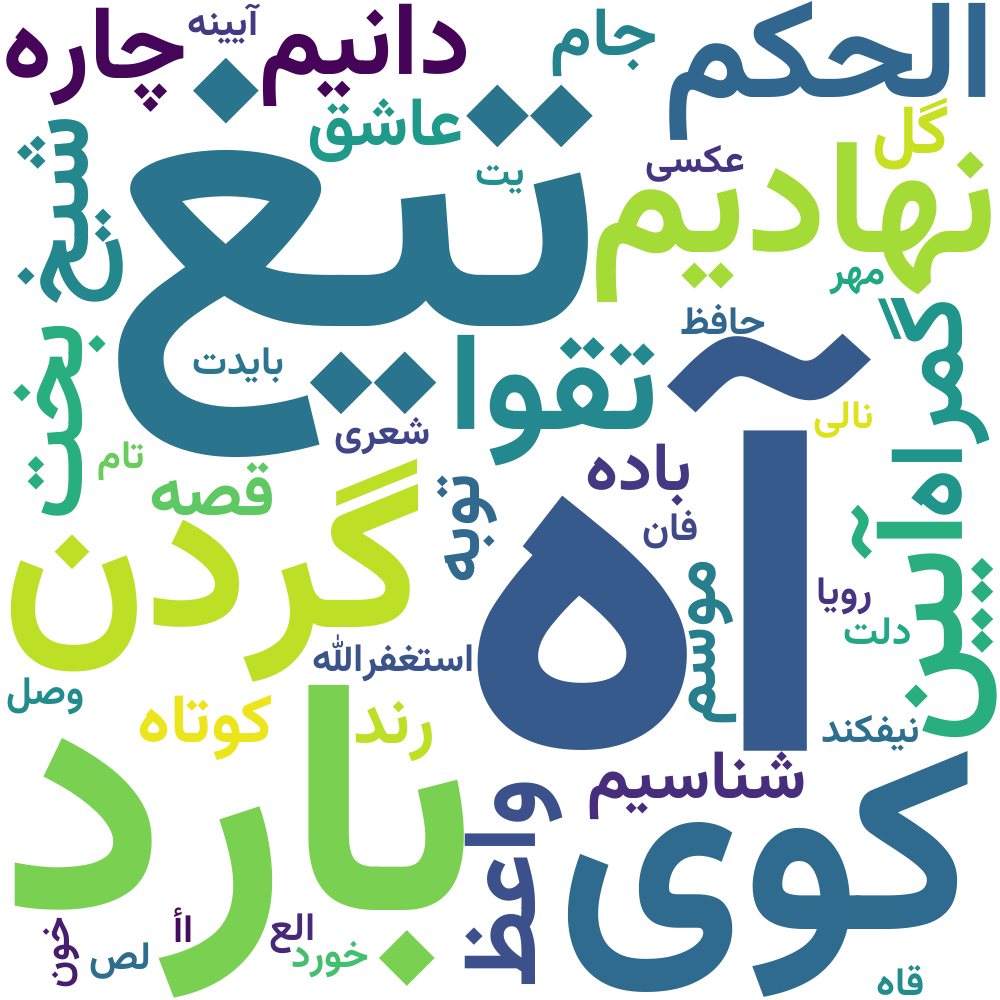 چاره
آیینه
دانیم
جام
الحکم
عاشق
گل
شیخ
تیغ
یت
عکسی
نهادیم
مهر
حافظ
گمراه
بخت
بایدت
تقوا
آه
نالی
شعری
تام
قصه
باده
توبه
فان
آیین
گردن
موسم
رویا
دلت
استغفرالله
وصل
کوتاه
رند
نیفکند
بارد
شناسیم
واعظ
کوی
خون
لص
اأ
الع
خورد
قاه